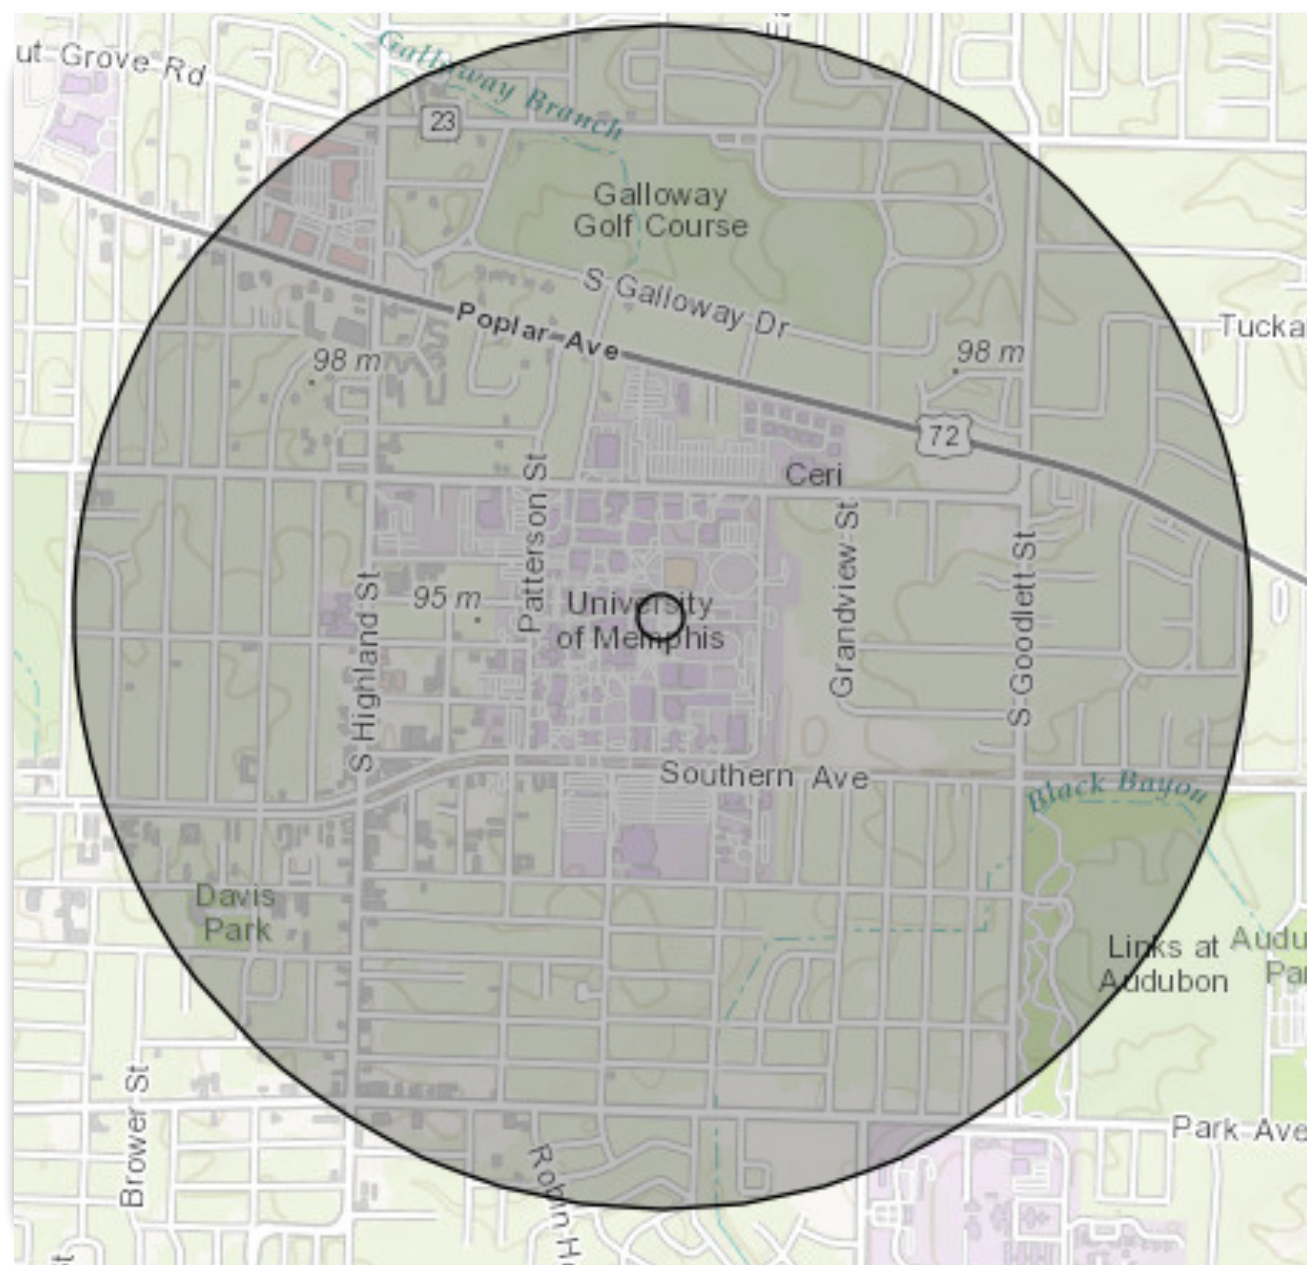 ut Grove Rd
Galloway Branch
23
Galloway
Golf Course
S Galloway Dr
Poplar Ave
Tucka
98 m
98 m
72
Ceri
Patterson St
Grandview St
S Goodlett St
S Highland St
95 m
University
of Memphis
Southern Ave
Black Bayou
Davis
Park
Links at
Audubon
Audu
Par
Brower St
Park Ave
Rob
n H
St